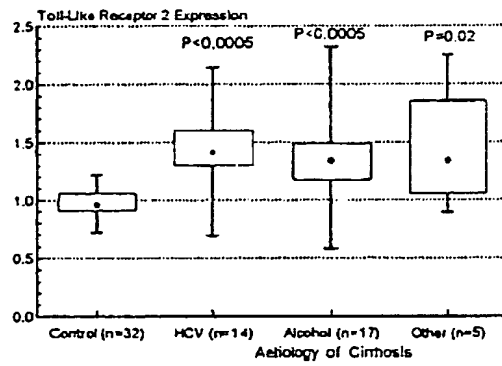 Toll-Like Receptor 2 Expression
2.5
P<0.0005 P<0.0005 P=0.02
2.0
1.5
1.0
0.5
0.0
Control (n=32) HCV (n=14) Alcohol (n=17) Other (n=5)
Aetiology of Cirrhosis